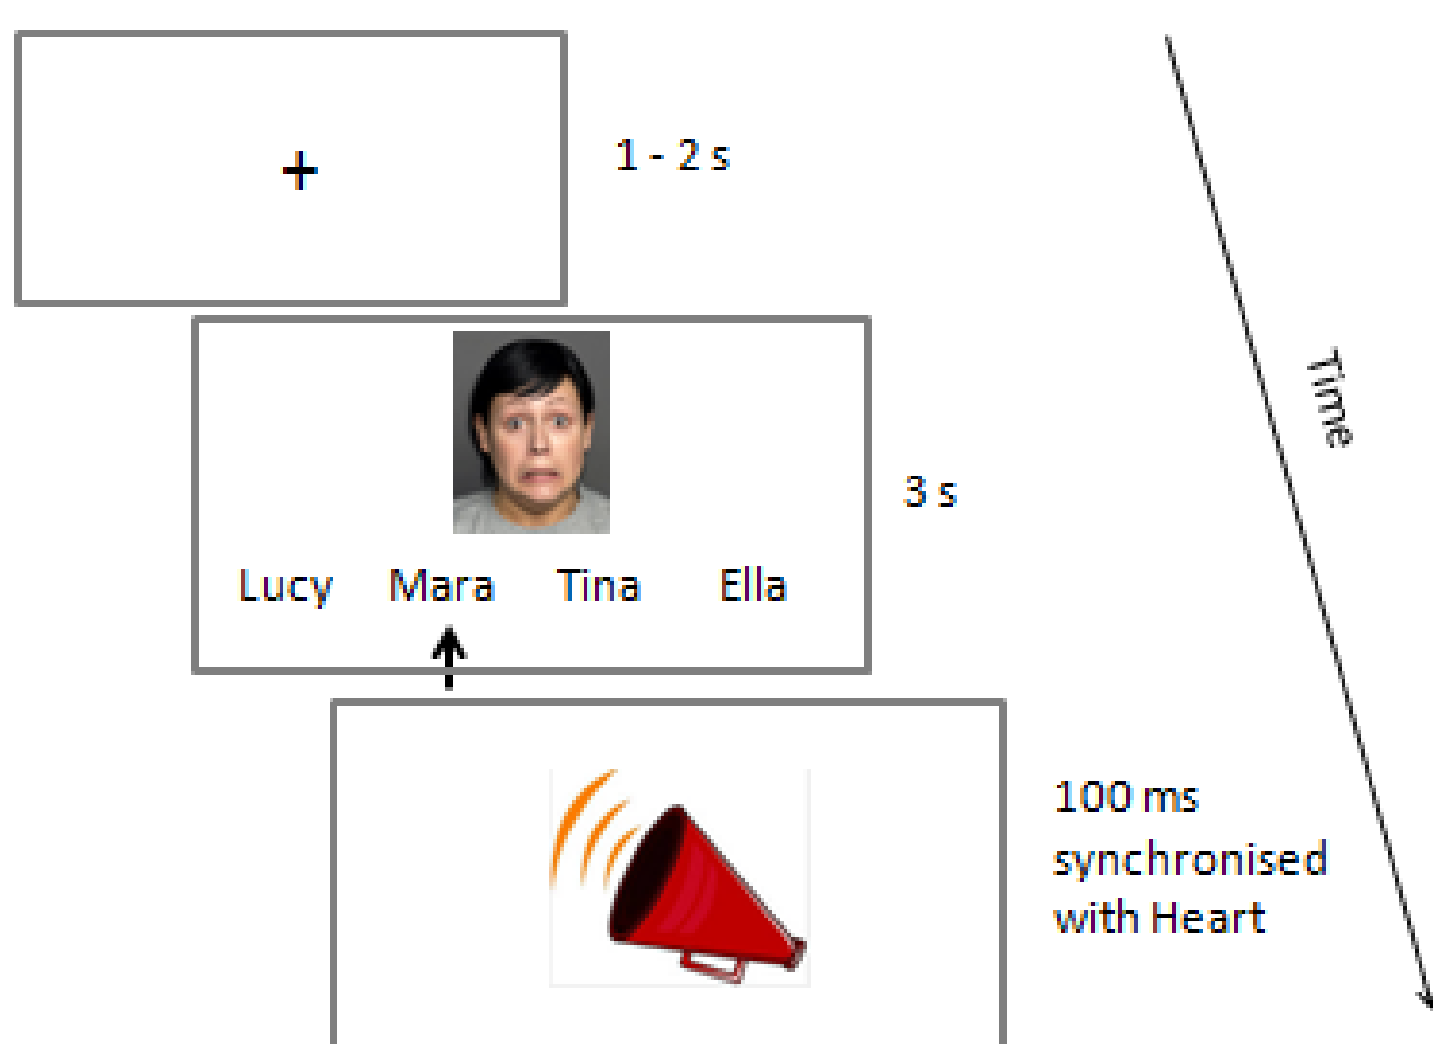 +
1 - 2 s
3 s
Lucy Mara Tina Ella
Time
100 ms
synchronised
with Heart